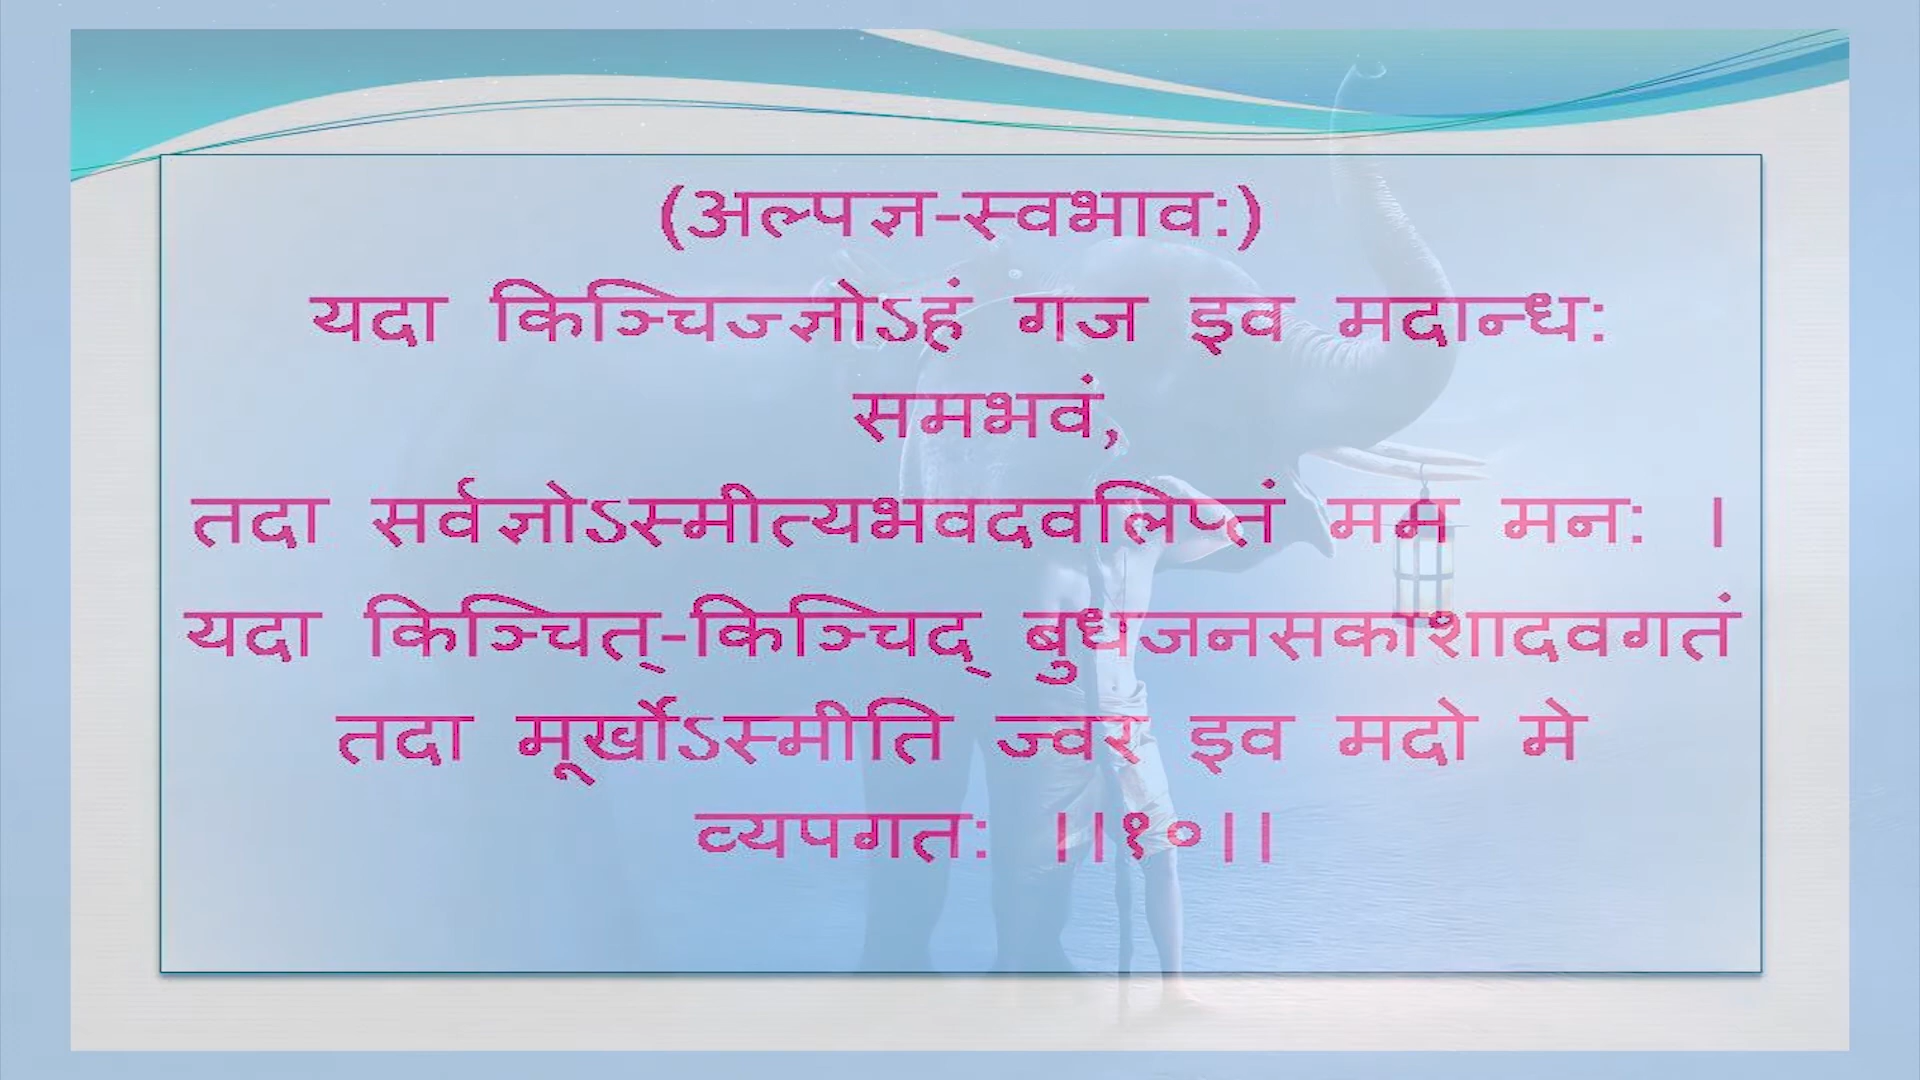 (अल्पज्ञ-स्वभाव:)
यदा किञ्चिज्ज्ञोऽहं गज इव मदान्ध:
समभवं,
तदा सर्वज्ञोऽस्मीत्यभवदवलिप्तं मम मन: ।
यदा किञ्चित्-किञ्चिद् बुधजनसकाशादवगतं
तदा मूर्खोऽस्मीति ज्वर इव मदो मे
व्यपगत: ।।१०।।